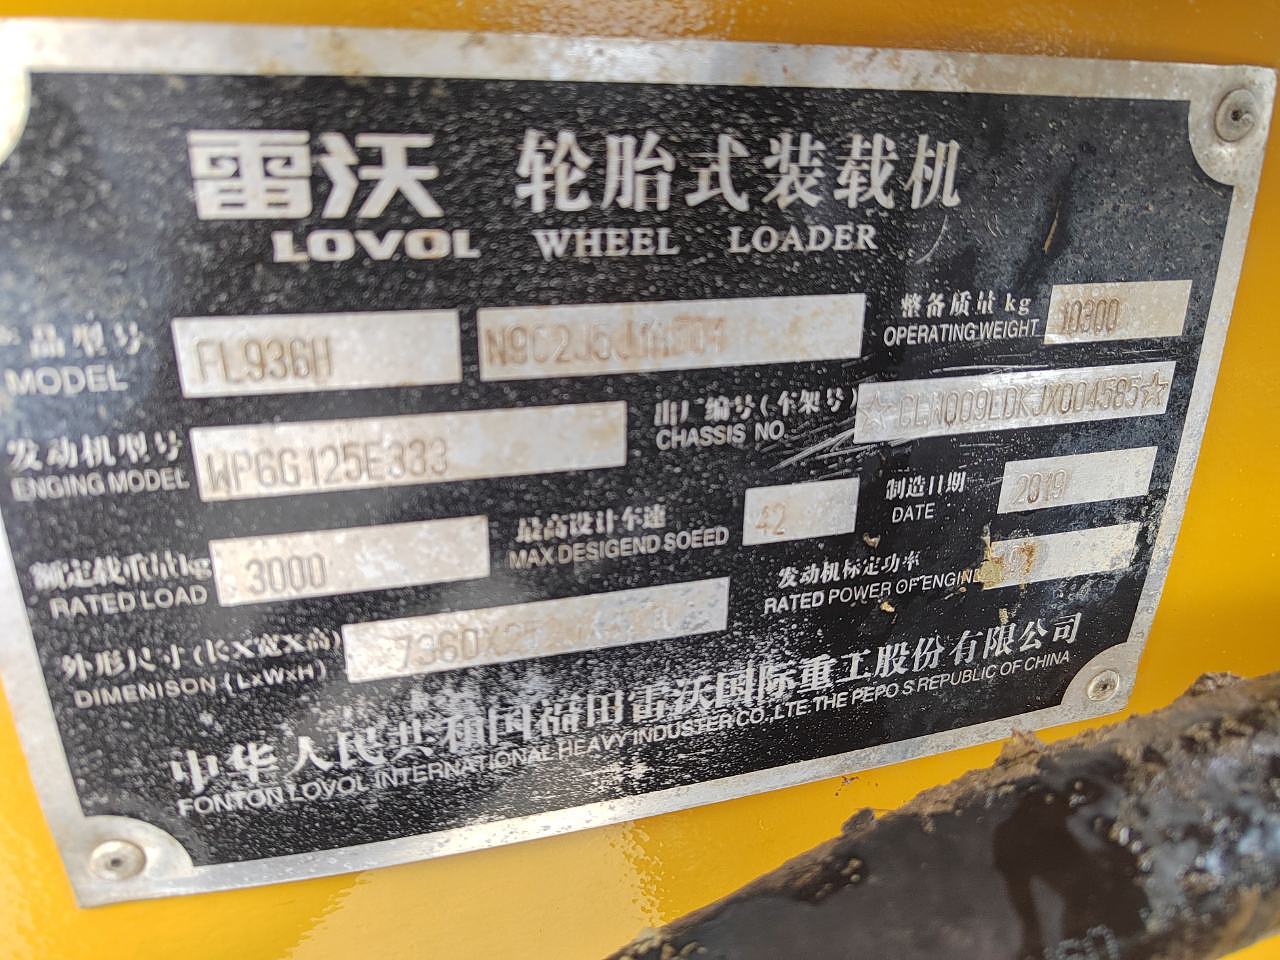 雷沃 轮胎式装载机
LOVOL WHEEL LOADER
品型号 FL936H
MODEL
整备质量kg 10300
OPERATING WEIGHT
发动机型号 WP6G125E333
ENGING MODEL
出厂编号(车架号) ☆CLW009LDKJX004585☆
CHASSIS NO.
额定载重量kg 3000
RATED LOAD
最高设计车速 42
MAX DESIGEND SOEED
制造日期 2019
DATE
发动机标定功率
RATED POWER OF ENGINE
外形尺寸(长X宽X高)
DIMENISON (L×W×H)
中华人民共和国福田雷沃国际重工股份有限公司
FONTON LOVOL INTERNATIONAL HEAVY INDUSTER CO.,LTE THE PEPO S REPUBLIC OF CHINA